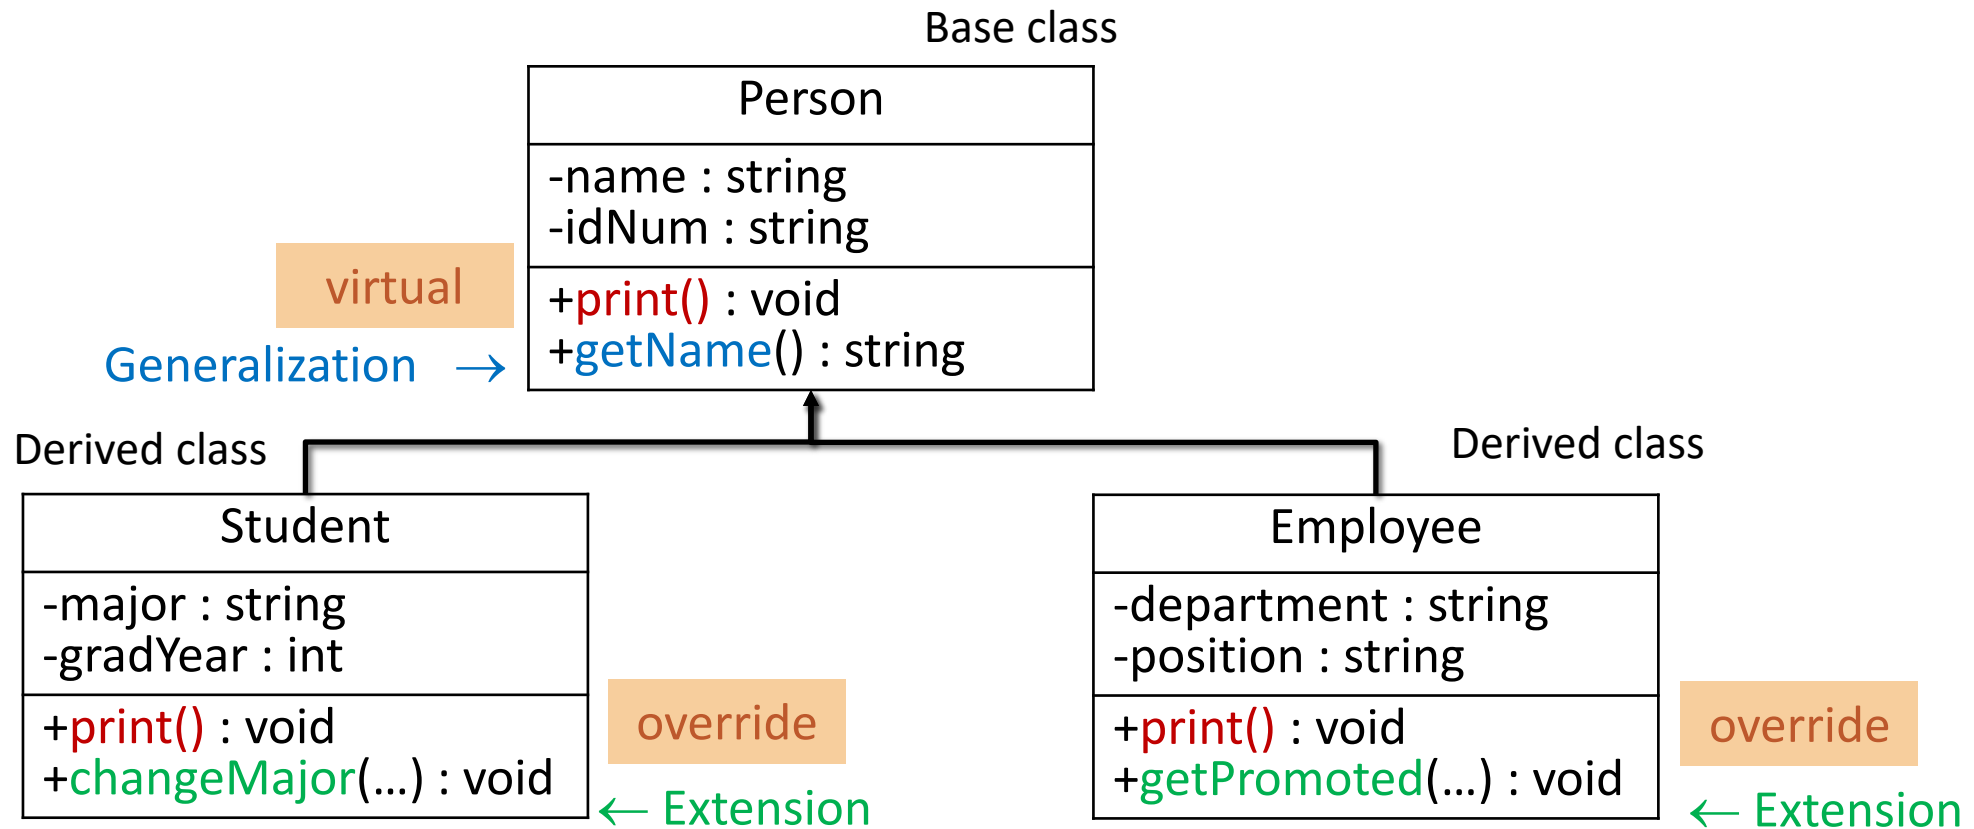 Base class
Person
-name : string
-idNum : string
virtual
+print() : void
+getName() : string
Generalization →
Derived class
Derived class
Student
-major : string
-gradYear : int
+print() : void
override
+changeMajor(...) : void
← Extension
Employee
-department : string
-position : string
+print() : void
override
+getPromoted(...) : void
← Extension